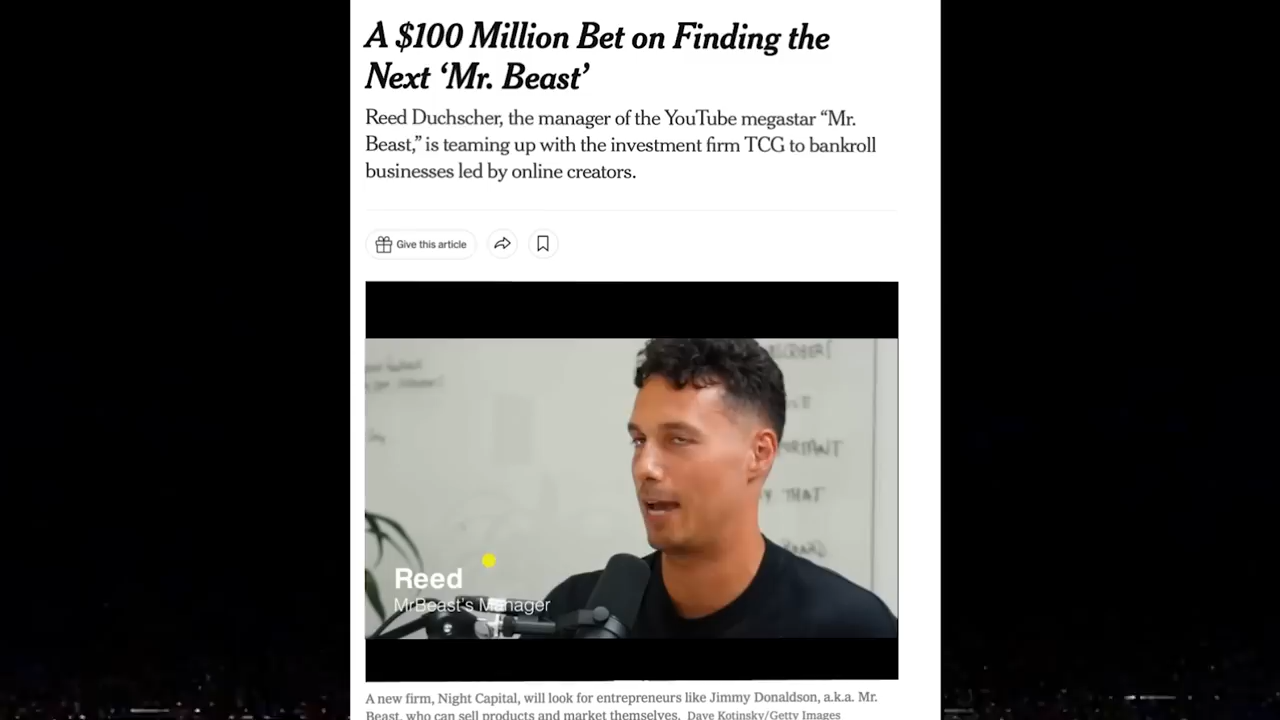 A $100 Million Bet on Finding the
Next ‘Mr. Beast’
Reed Duchscher, the manager of the YouTube megastar “Mr.
Beast,” is teaming up with the investment firm TCG to bankroll
businesses led by online creators.
Give this article
Reed
MrBeast's Manager
A new firm, Night Capital, will look for entrepreneurs like Jimmy Donaldson, a.k.a. Mr.
Beast, who can sell products and market themselves. Dave Kotinsky/Getty Images